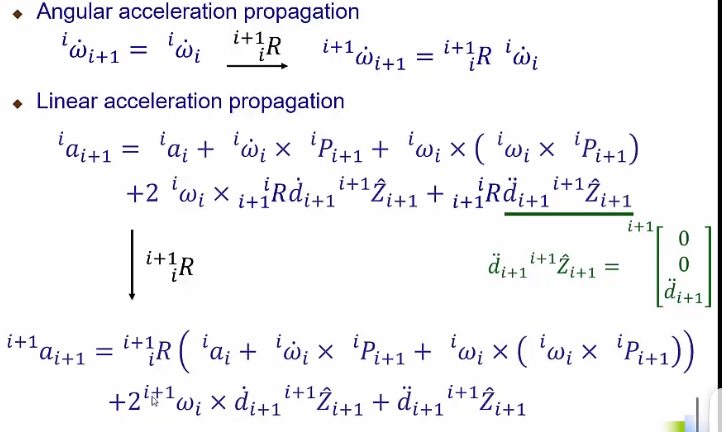 ◆ Angular acceleration propagation
$^{i}\dot{\omega}_{i+1} = {}^{i}\dot{\omega}_{i} \xrightarrow{^{i+1}_{i}R} {}^{i+1}\dot{\omega}_{i+1} = {}^{i+1}_{i}R \, {}^{i}\dot{\omega}_{i}$
◆ Linear acceleration propagation
$^{i}a_{i+1} = {}^{i}a_{i} + {}^{i}\dot{\omega}_{i} \times {}^{i}P_{i+1} + {}^{i}\omega_{i} \times ({}^{i}\omega_{i} \times {}^{i}P_{i+1})$
$+2 \, {}^{i}\omega_{i} \times {}^{i}_{i+1}R \dot{d}_{i+1} {}^{i+1}\hat{Z}_{i+1} + {}^{i}_{i+1}R \ddot{d}_{i+1} {}^{i+1}\hat{Z}_{i+1}$
$\downarrow {}^{i+1}_{i}R$
$\ddot{d}_{i+1} {}^{i+1}\hat{Z}_{i+1} = {}^{i+1}\begin{bmatrix} 0 \\ 0 \\ \ddot{d}_{i+1} \end{bmatrix}$
$^{i+1}a_{i+1} = {}^{i+1}_{i}R ({}^{i}a_{i} + {}^{i}\dot{\omega}_{i} \times {}^{i}P_{i+1} + {}^{i}\omega_{i} \times ({}^{i}\omega_{i} \times {}^{i}P_{i+1}))$
$+2 {}^{i+1}\omega_{i} \times \dot{d}_{i+1} {}^{i+1}\hat{Z}_{i+1} + \ddot{d}_{i+1} {}^{i+1}\hat{Z}_{i+1}$